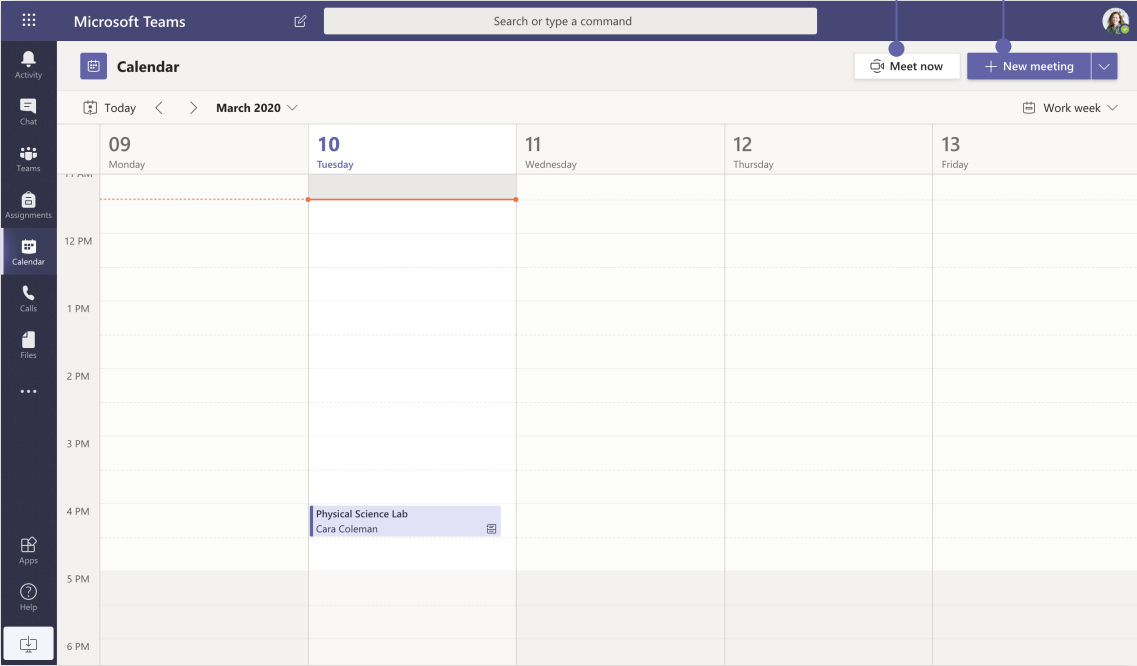 Microsoft Teams
Search or type a command
Activity
Chat
Teams
Assignments
Calendar
Calls
Files
Apps
Help
Calendar
Meet now
New meeting
Today
March 2020
Work week
09
Monday
10
Tuesday
11
Wednesday
12
Thursday
13
Friday
11 AM
12 PM
1 PM
2 PM
3 PM
4 PM
Physical Science Lab
Cara Coleman
5 PM
6 PM